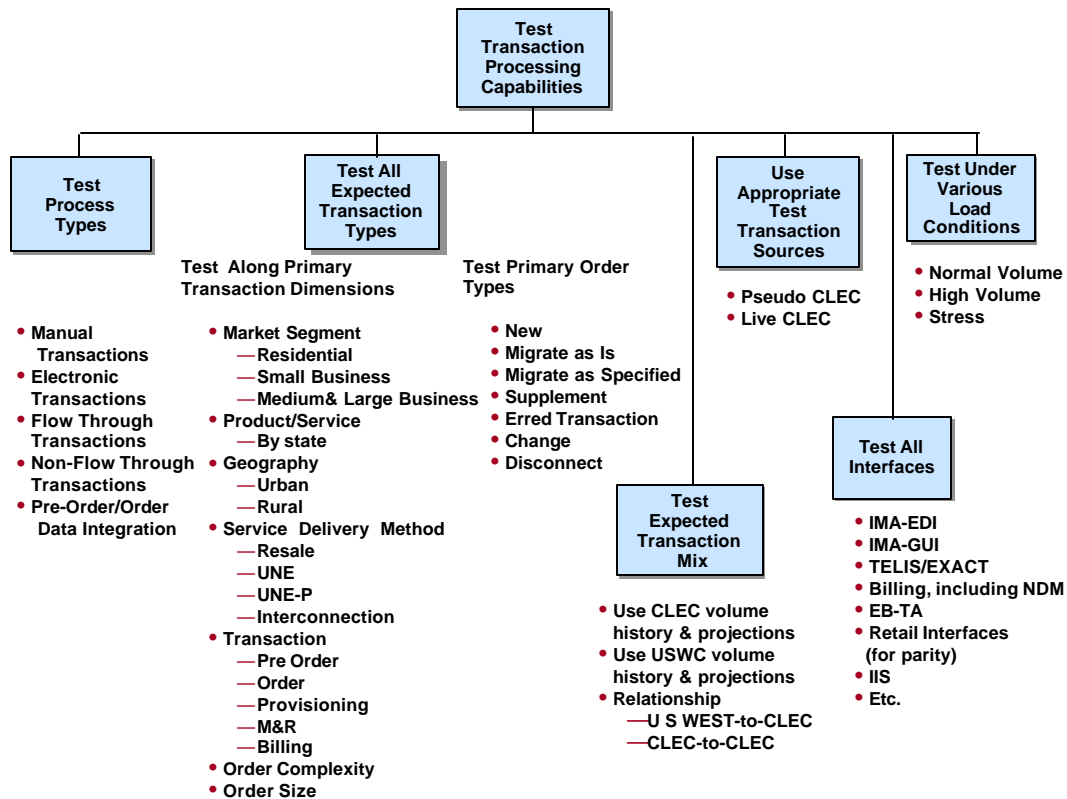 Test
Transaction
Processing
Capabilities
Test
Process
Types
• Manual
Transactions
• Electronic
Transactions
• Flow Through
Transactions
• Non-Flow Through
Transactions
• Pre-Order/Order
Data Integration
Test All
Expected
Transaction
Types
Test Along Primary
Transaction Dimensions
• Market Segment
—Residential
—Small Business
—Medium& Large Business
• Product/Service
—By state
• Geography
—Urban
—Rural
• Service Delivery Method
—Resale
—UNE
—UNE-P
—Interconnection
• Transaction
—Pre Order
—Order
—Provisioning
—M&R
—Billing
• Order Complexity
• Order Size
Test Primary Order
Types
• New
• Migrate as Is
• Migrate as Specified
• Supplement
• Erred Transaction
• Change
• Disconnect
Test
Expected
Transaction
Mix
• Use CLEC volume
history & projections
• Use USWC volume
history & projections
• Relationship
—U S WEST-to-CLEC
—CLEC-to-CLEC
Use
Appropriate
Test
Transaction
Sources
• Pseudo CLEC
• Live CLEC
Test All
Interfaces
• IMA-EDI
• IMA-GUI
• TELIS/EXACT
• Billing, including NDM
• EB-TA
• Retail Interfaces
(for parity)
• IIS
• Etc.
Test Under
Various
Load
Conditions
• Normal Volume
• High Volume
• Stress